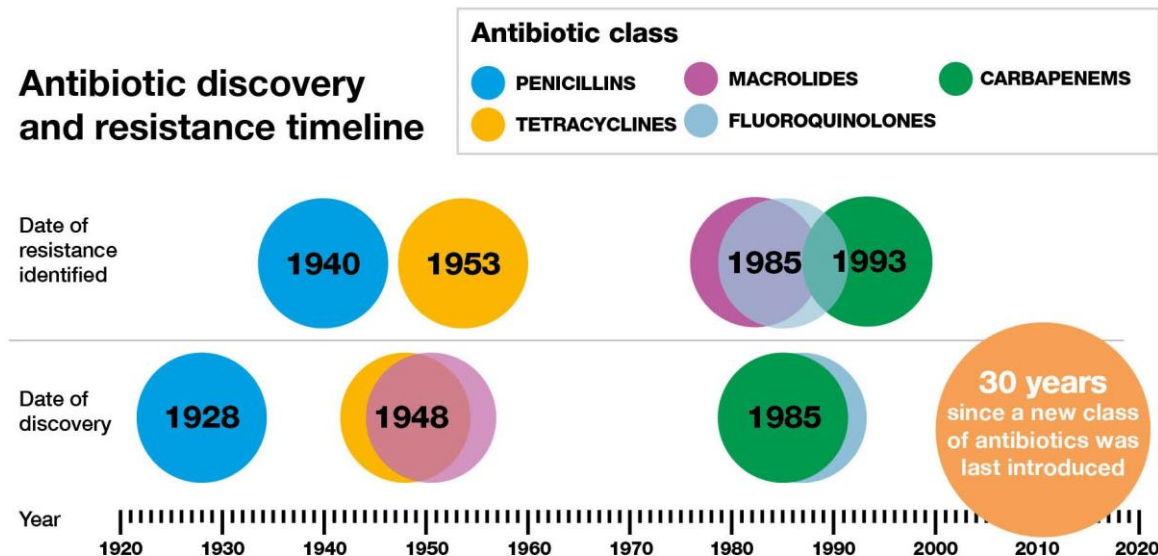 Antibiotic discovery
and resistance timeline
Antibiotic class
PENICILLINS
MACROLIDES
CARBAPENEMS
TETRACYCLINES
FLUOROQUINOLONES
Date of
resistance
identified
1940
1953
1985
1993
Date of
discovery
1928
1948
1985
30 years
since a new class
of antibiotics was
last introduced
Year
1920 1930 1940 1950 1960 1970 1980 1990 2000 2010 2020